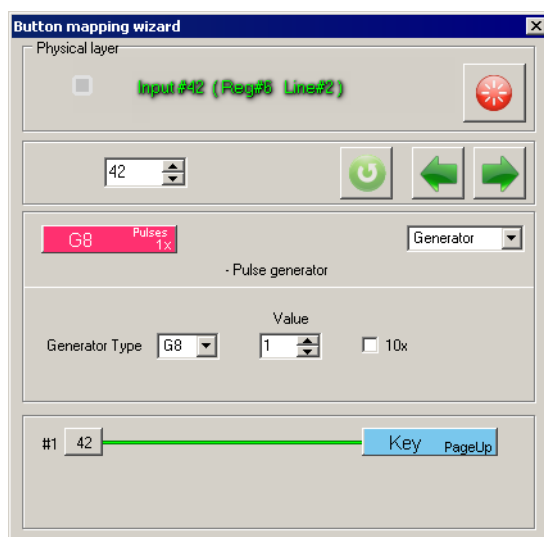 Button mapping wizard
Physical layer
Input#42 (Reg#6 Line#2)
42
G8 Pulses 1x
Generator
- Pulse generator
Value
Generator Type G8 1 10x
#1 42 Key PageUp